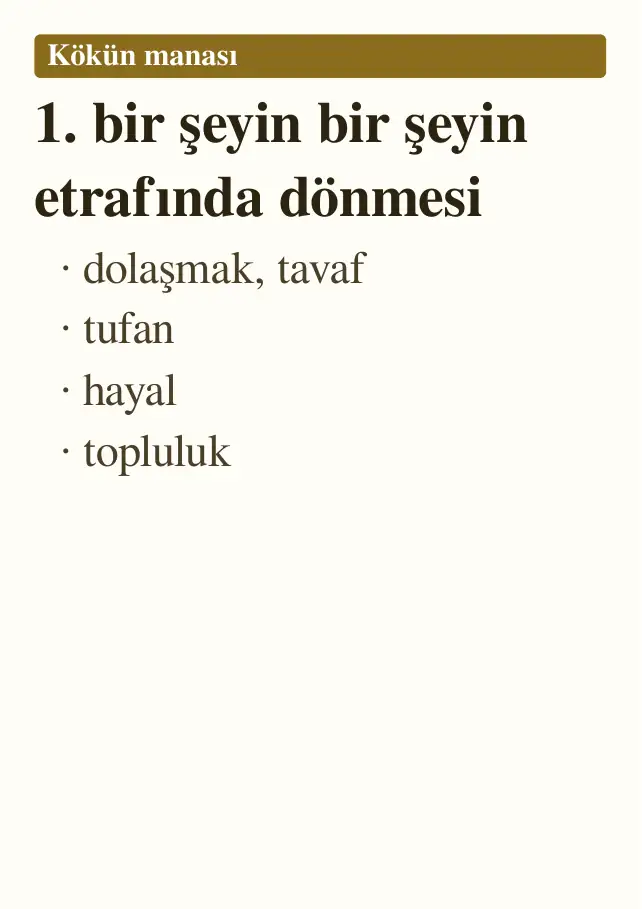 Kökün manası
1. bir şeyin bir şeyin
etrafında dönmesi
· dolaşmak, tavaf
· tufan
· hayal
· topluluk